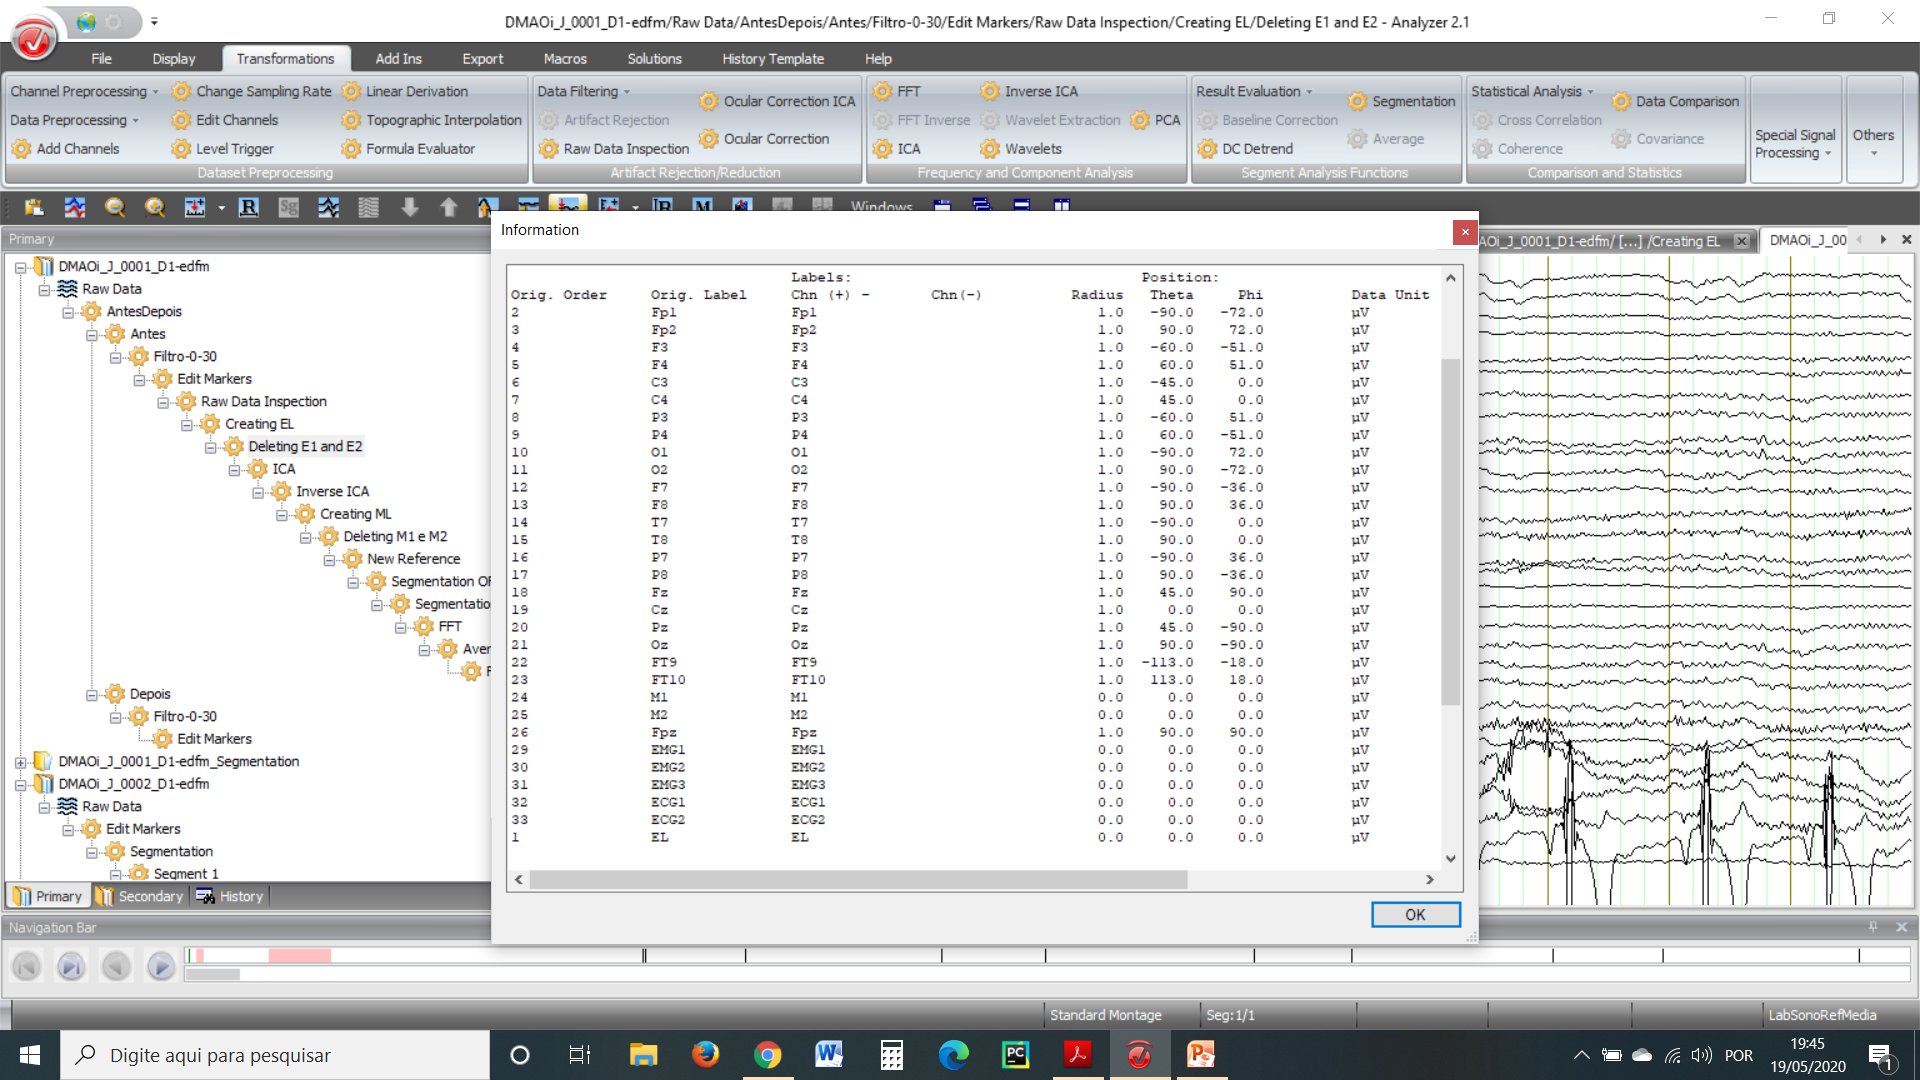 DMAOi_J_0001_D1-edfm/Raw Data/AntesDepois/Antes/Filtro-0-30/Edit Markers/Raw Data Inspection/Creating EL/Deleting E1 and E2 - Analyzer 2.1
File Display Transformations Add Ins Export Macros Solutions History Template Help
Channel Preprocessing Change Sampling Rate Linear Derivation
Data Preprocessing Edit Channels Topographic Interpolation
Add Channels Level Trigger Formula Evaluator
Dataset Preprocessing
Data Filtering Ocular Correction ICA
Artifact Rejection Ocular Correction
Raw Data Inspection
Artifact Rejection/Reduction
FFT Inverse ICA
FFT Inverse Wavelet Extraction PCA
ICA Wavelets
Frequency and Component Analysis
Result Evaluation Segmentation
Baseline Correction Average
DC Detrend
Segment Analysis Functions
Statistical Analysis Data Comparison
Cross Correlation Covariance
Coherence
Comparison and Statistics
Special Signal
Processing
Others
Windows
Primary
DMAOi_J_0001_D1-edfm
Raw Data
AntesDepois
Antes
Filtro-0-30
Edit Markers
Raw Data Inspection
Creating EL
Deleting E1 and E2
ICA
Inverse ICA
Creating ML
Deleting M1 e M2
New Reference
Segmentation OF
Segmentatio
FFT
Aver
F
Depois
Filtro-0-30
Edit Markers
DMAOi_J_0001_D1-edfm_Segmentation
DMAOi_J_0002_D1-edfm
Raw Data
Edit Markers
Segmentation
Segment 1
Primary Secondary History
Information
AOi_J_0001_D1-edfm/ [...] /Creating EL
DMAOi_J_00
Labels: Position:
Orig. Order Orig. Label Chn (+) - Chn(-) Radius Theta Phi Data Unit
2 Fp1 Fp1 1.0 -90.0 -72.0 µV
3 Fp2 Fp2 1.0 90.0 72.0 µV
4 F3 F3 1.0 -60.0 -51.0 µV
5 F4 F4 1.0 60.0 51.0 µV
6 C3 C3 1.0 -45.0 0.0 µV
7 C4 C4 1.0 45.0 0.0 µV
8 P3 P3 1.0 -60.0 51.0 µV
9 P4 P4 1.0 60.0 -51.0 µV
10 O1 O1 1.0 -90.0 72.0 µV
11 O2 O2 1.0 90.0 -72.0 µV
12 F7 F7 1.0 -90.0 -36.0 µV
13 F8 F8 1.0 90.0 36.0 µV
14 T7 T7 1.0 -90.0 0.0 µV
15 T8 T8 1.0 90.0 0.0 µV
16 P7 P7 1.0 -90.0 36.0 µV
17 P8 P8 1.0 90.0 -36.0 µV
18 Fz Fz 1.0 45.0 90.0 µV
19 Cz Cz 1.0 0.0 0.0 µV
20 Pz Pz 1.0 45.0 -90.0 µV
21 Oz Oz 1.0 90.0 -90.0 µV
22 FT9 FT9 1.0 -113.0 -18.0 µV
23 FT10 FT10 1.0 113.0 18.0 µV
24 M1 M1 0.0 0.0 0.0 µV
25 M2 M2 0.0 0.0 0.0 µV
26 Fpz Fpz 1.0 90.0 90.0 µV
29 EMG1 EMG1 0.0 0.0 0.0 µV
30 EMG2 EMG2 0.0 0.0 0.0 µV
31 EMG3 EMG3 0.0 0.0 0.0 µV
32 ECG1 ECG1 0.0 0.0 0.0 µV
33 ECG2 ECG2 0.0 0.0 0.0 µV
1 EL EL 0.0 0.0 0.0 µV
OK
Navigation Bar
Standard Montage Seg:1/1 LabSonoRefMedia
Digite aqui para pesquisar
POR
19:45
19/05/2020
1